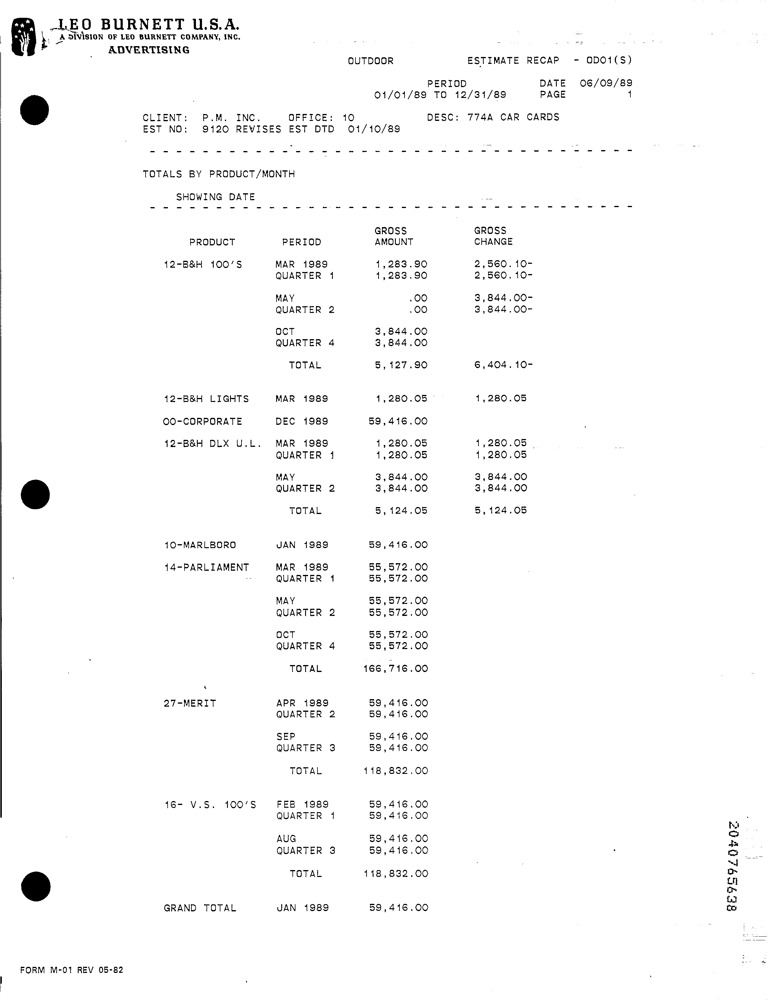 LEO BURNETT U.S.A.
A DIVISION OF LEO BURNETT COMPANY, INC.
ADVERTISING
OUTDOOR ESTIMATE RECAP - OD01(S)
PERIOD DATE 06/09/89
01/01/89 TO 12/31/89 PAGE 1
CLIENT: P.M. INC. OFFICE: 10 DESC: 774A CAR CARDS
EST NO: 9120 REVISES EST DTD 01/10/89
- - - - - - - - - - - - - - - - - - - - - - - - - - - - - - - - - - - - -
TOTALS BY PRODUCT/MONTH
SHOWING DATE
- - - - - - - - - - - - - - - - - - - - - - - - - - - - - - - - - - - - -
GROSS GROSS
PRODUCT PERIOD AMOUNT CHANGE
12-B&H 100'S MAR 1989 1,283.90 2,560.10-
QUARTER 1 1,283.90 2,560.10-
MAY .00 3,844.00-
QUARTER 2 .00 3,844.00-
OCT 3,844.00
QUARTER 4 3,844.00
TOTAL 5,127.90 6,404.10-
12-B&H LIGHTS MAR 1989 1,280.05 1,280.05
00-CORPORATE DEC 1989 59,416.00
12-B&H DLX U.L. MAR 1989 1,280.05 1,280.05
QUARTER 1 1,280.05 1,280.05
MAY 3,844.00 3,844.00
QUARTER 2 3,844.00 3,844.00
TOTAL 5,124.05 5,124.05
10-MARLBORO JAN 1989 59,416.00
14-PARLIAMENT MAR 1989 55,572.00
QUARTER 1 55,572.00
MAY 55,572.00
QUARTER 2 55,572.00
OCT 55,572.00
QUARTER 4 55,572.00
TOTAL 166,716.00
27-MERIT APR 1989 59,416.00
QUARTER 2 59,416.00
SEP 59,416.00
QUARTER 3 59,416.00
TOTAL 118,832.00
16- V.S. 100'S FEB 1989 59,416.00
QUARTER 1 59,416.00
AUG 59,416.00
QUARTER 3 59,416.00
TOTAL 118,832.00
GRAND TOTAL JAN 1989 59,416.00
2040765638
FORM M-01 REV 05-82